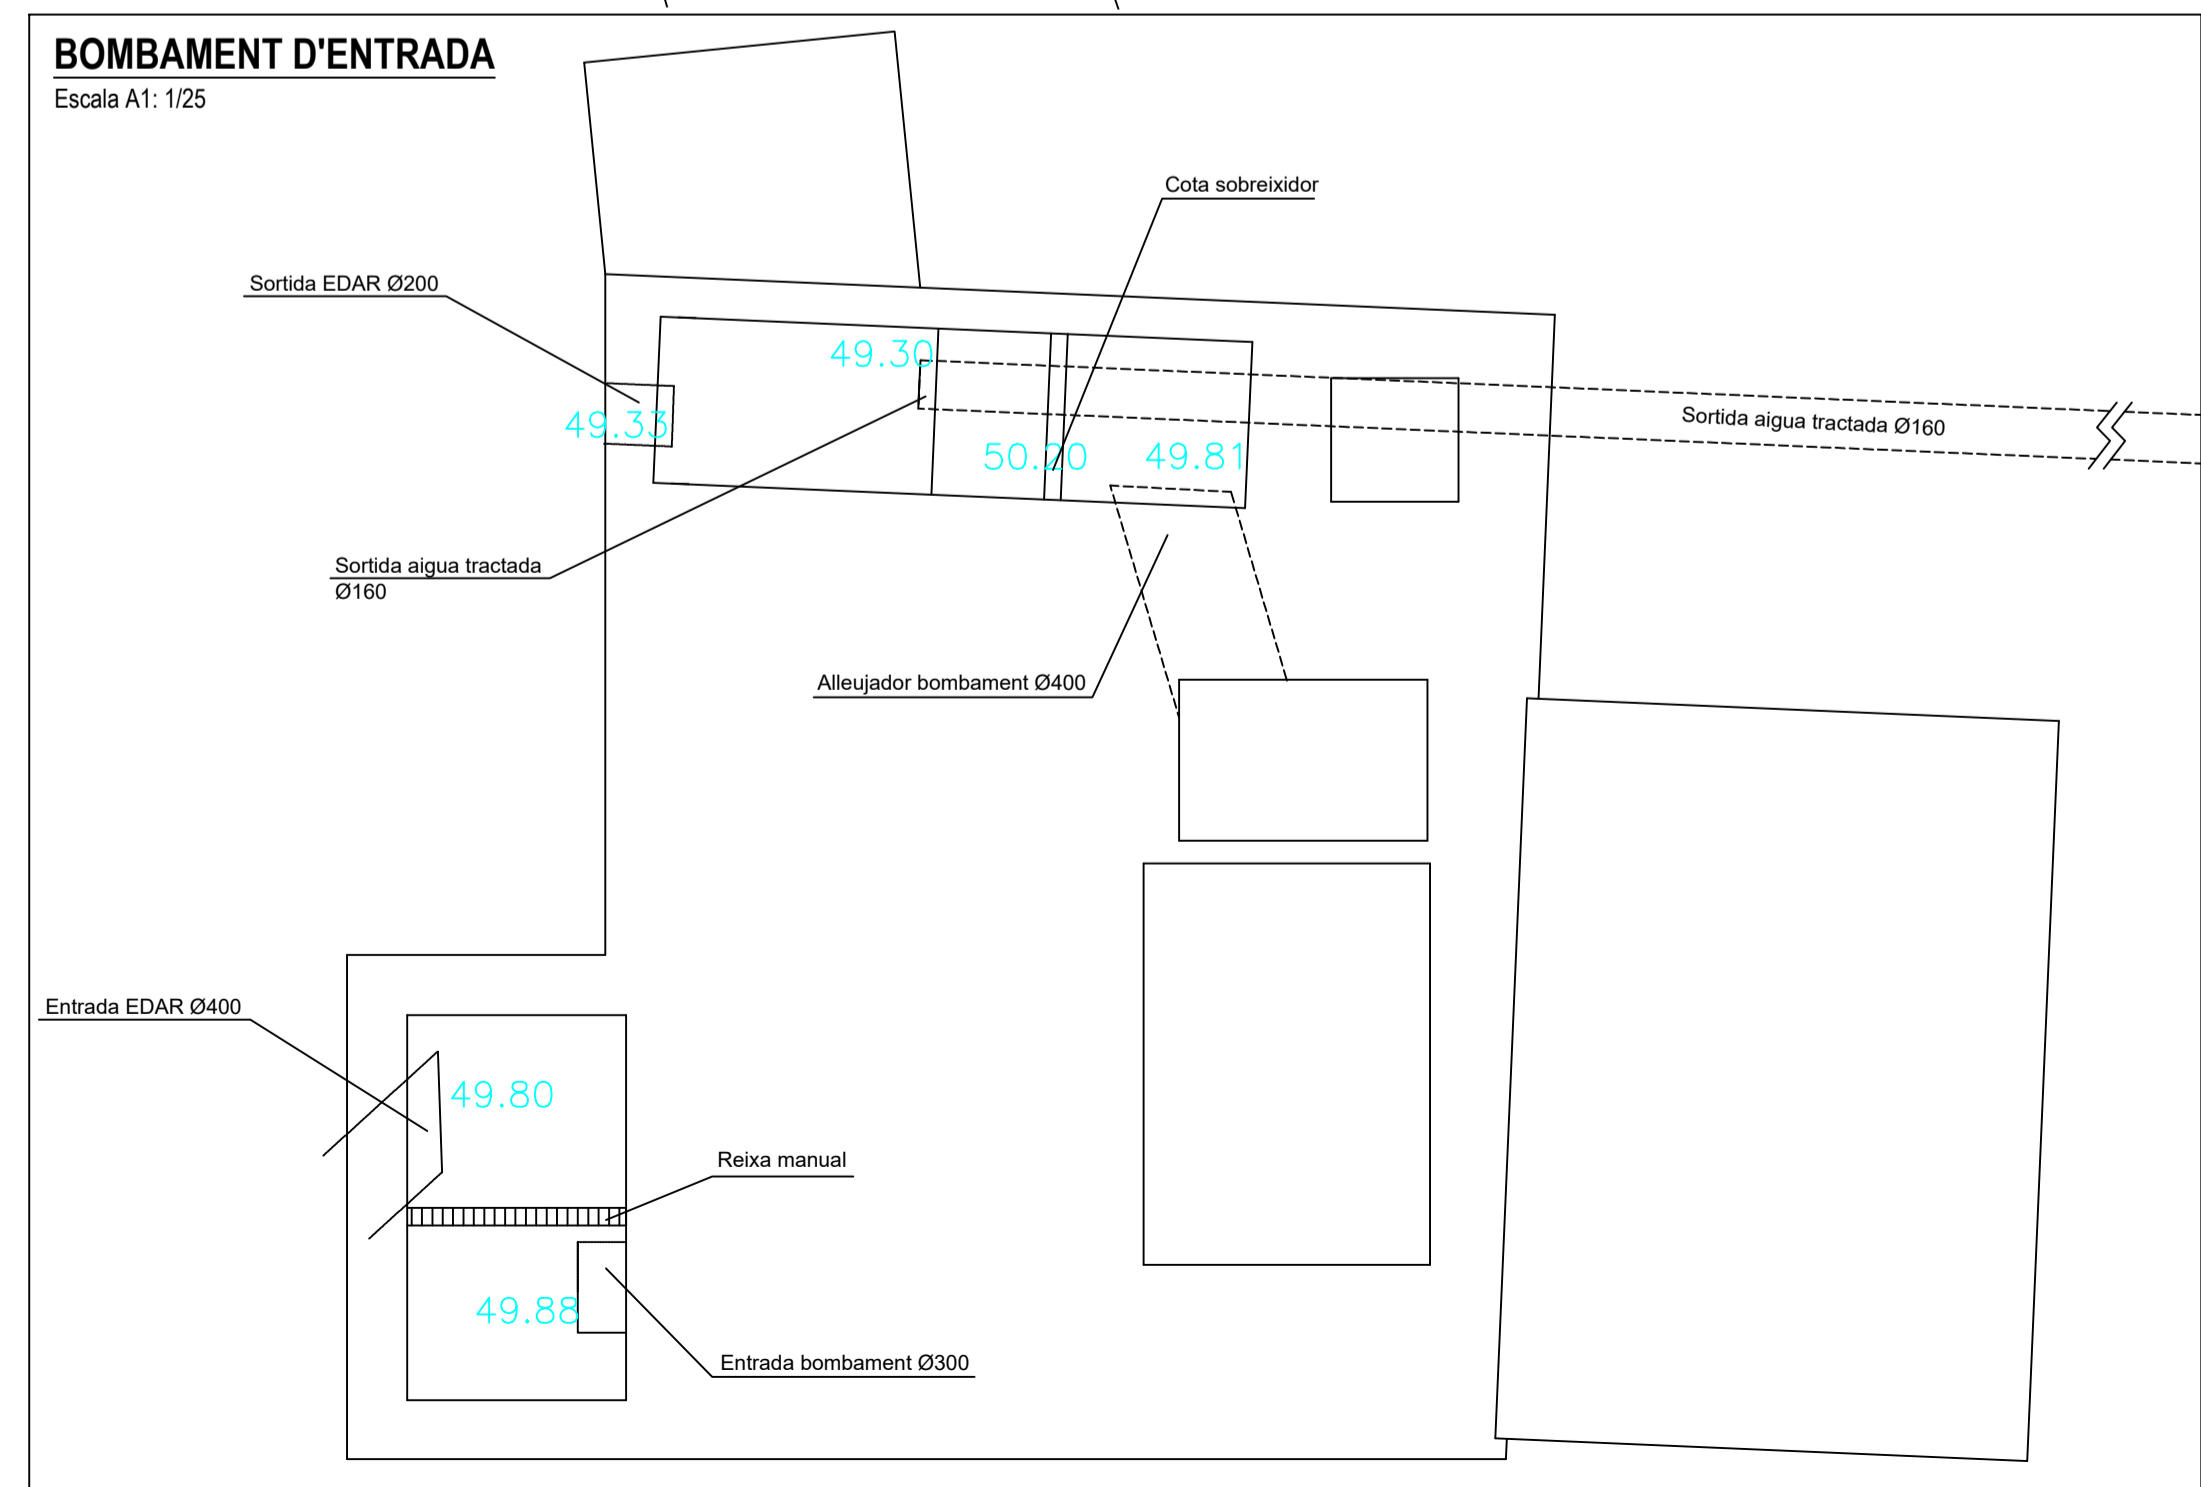 BOMBAMENT D'ENTRADA
Escala A1: 1/25
Cota sobreixidor
Sortida EDAR Ø200
49.30
49.33
Sortida aigua tractada Ø160
50.20
49.81
Sortida aigua tractada
Ø160
Alleujador bombament Ø400
Entrada EDAR Ø400
49.80
Reixa manual
49.88
Entrada bombament Ø300